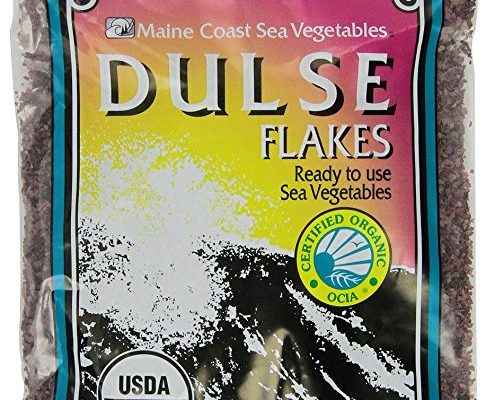 Maine Coast Sea Vegetables
DULSE
FLAKES
Ready to use
Sea Vegetables
CERTIFIED ORGANIC
OCIA ®
USDA